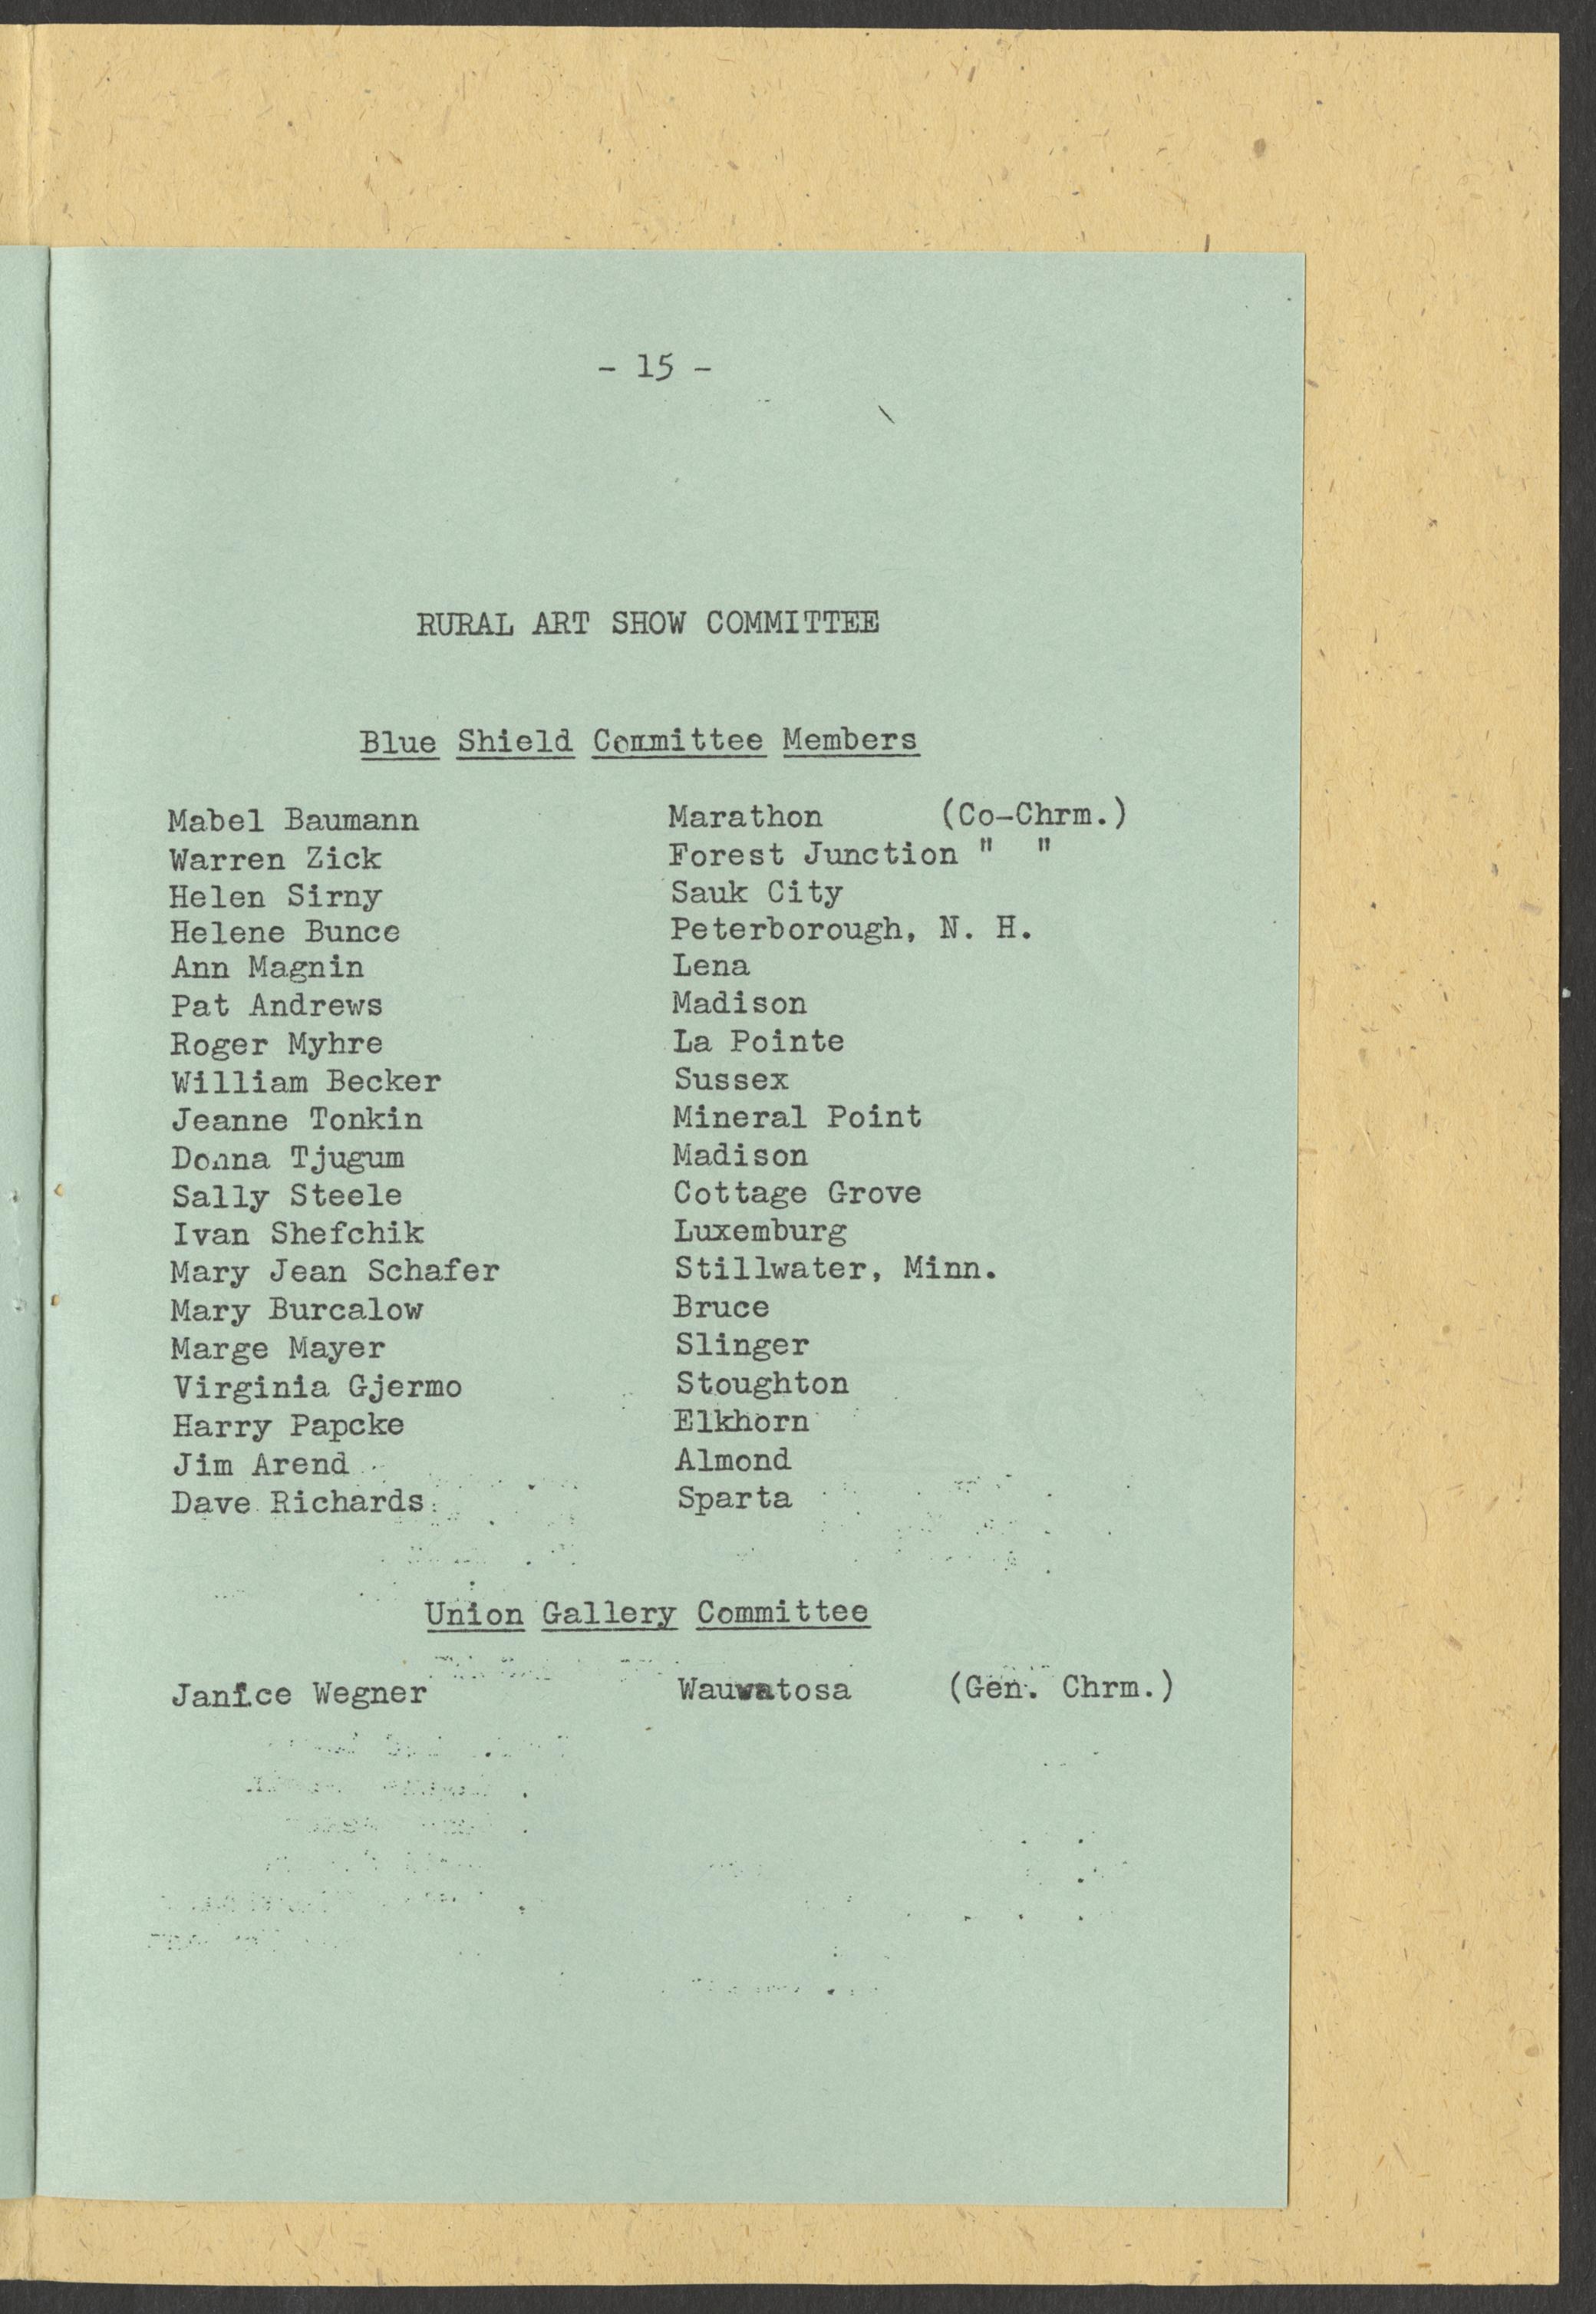 - 15 -
RURAL ART SHOW COMMITTEE
Blue Shield Committee Members
Mabel Baumann Marathon (Co-Chrm.)
Warren Zick Forest Junction " "
Helen Sirny Sauk City
Helene Bunce Peterborough, N. H.
Ann Magnin Lena
Pat Andrews Madison
Roger Myhre La Pointe
William Becker Sussex
Jeanne Tonkin Mineral Point
Donna Tjugum Madison
Sally Steele Cottage Grove
Ivan Shefchik Luxemburg
Mary Jean Schafer Stillwater, Minn.
Mary Burcalow Bruce
Marge Mayer Slinger
Virginia Gjermo Stoughton
Harry Papcke Elkhorn
Jim Arend Almond
Dave Richards Sparta
Union Gallery Committee
Janice Wegner Wauwatosa (Gen. Chrm.)